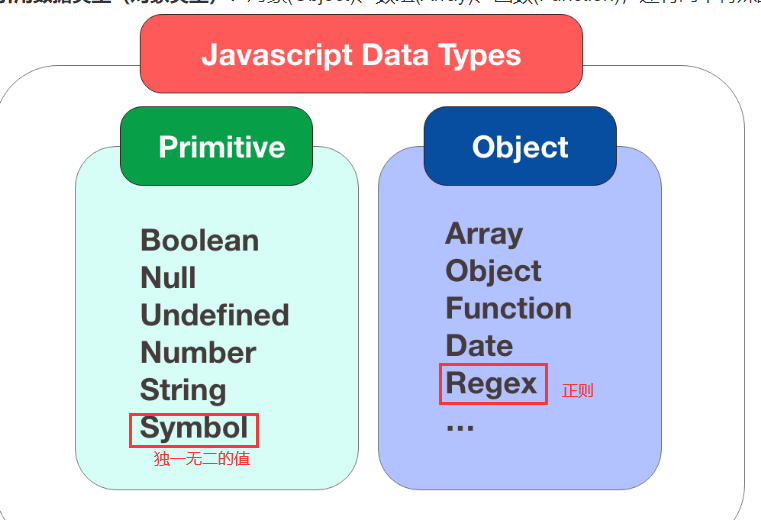 Javascript Data Types
Primitive
Boolean
Null
Undefined
Number
String
Symbol
独一无二的值
Object
Array
Object
Function
Date
Regex 正则
...